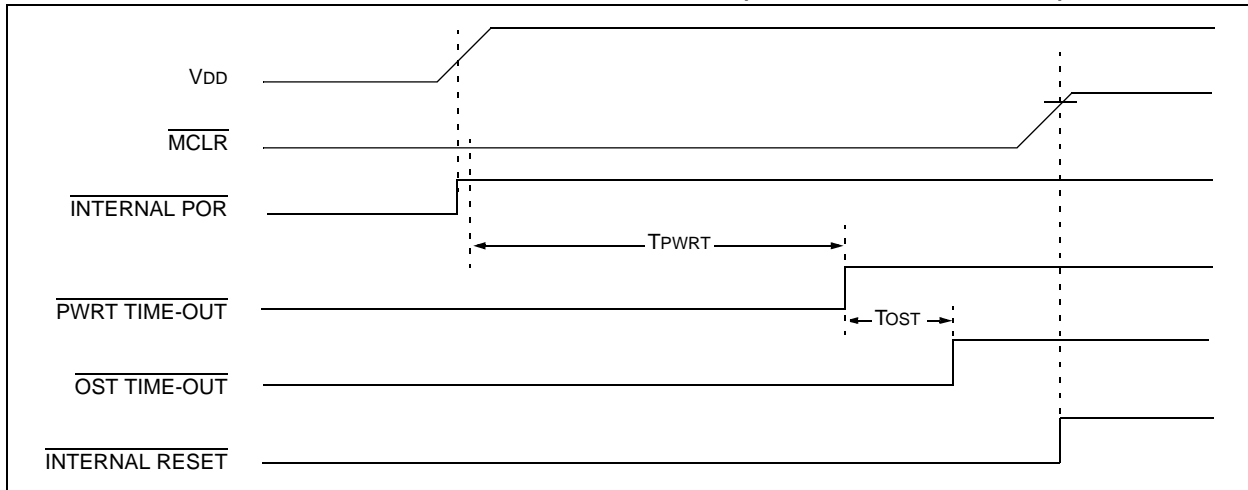 VDD
MCLR
INTERNAL POR
TPWRT
PWRT TIME-OUT
TOST
OST TIME-OUT
INTERNAL RESET